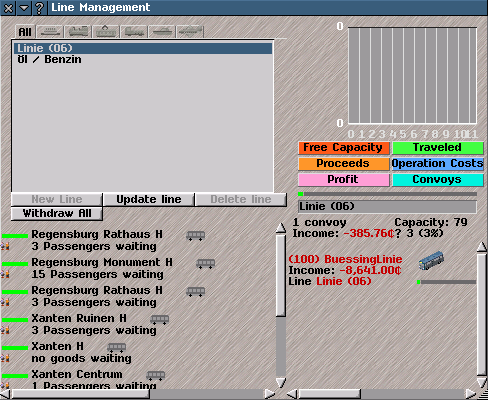 ? Line Management
All
Linie (06)
Öl / Benzin
New Line Update line Delete line
Withdraw All
Regensburg Rathaus H
3 Passengers waiting
Regensburg Monument H
15 Passengers waiting
Regensburg Rathaus H
3 Passengers waiting
Xanten Ruinen H
3 Passengers waiting
Xanten H
no goods waiting
Xanten Centrum
1 Passengers waiting
0 0
0
0 1 2 3 4 5 6 7 8 9 10 11
Free Capacity Traveled
Proceeds Operation Costs
Profit Convoys
Linie (06)
1 convoy Capacity: 79
Income: -385.76¢ ? 3 (3%)
(100) BuessingLinie
Income: -8,641.00¢
Line Linie (06)